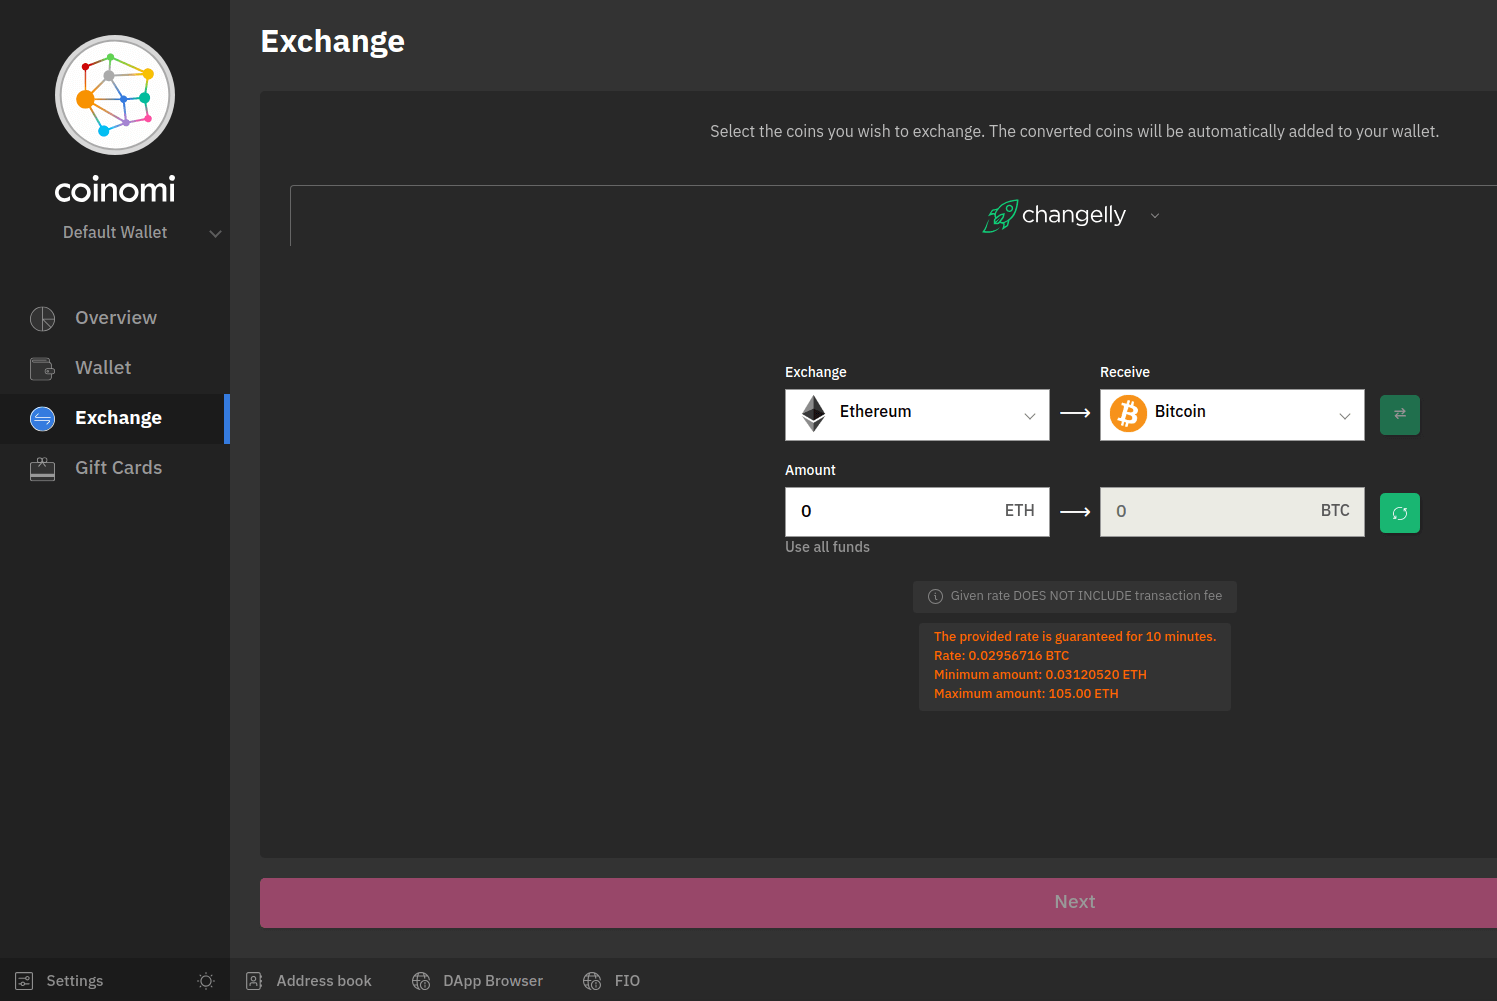 coinomi
Default Wallet
Overview
Wallet
Exchange
Gift Cards
Exchange
Select the coins you wish to exchange. The converted coins will be automatically added to your wallet.
changelly
Exchange
Receive
Ethereum
Bitcoin
Amount
0 ETH
0 BTC
Use all funds
Given rate DOES NOT INCLUDE transaction fee
The provided rate is guaranteed for 10 minutes.
Rate: 0.02956716 BTC
Minimum amount: 0.03120520 ETH
Maximum amount: 105.00 ETH
Next
Settings
Address book
DApp Browser
FIO